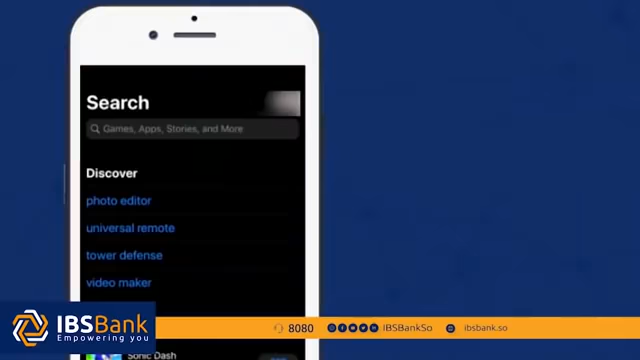 Search
Games, Apps, Stories, and More
Discover
photo editor
universal remote
tower defense
video maker
Sonic Dash
IBSBank
Empowering you
8080
IBSBankSo
ibsbank.so